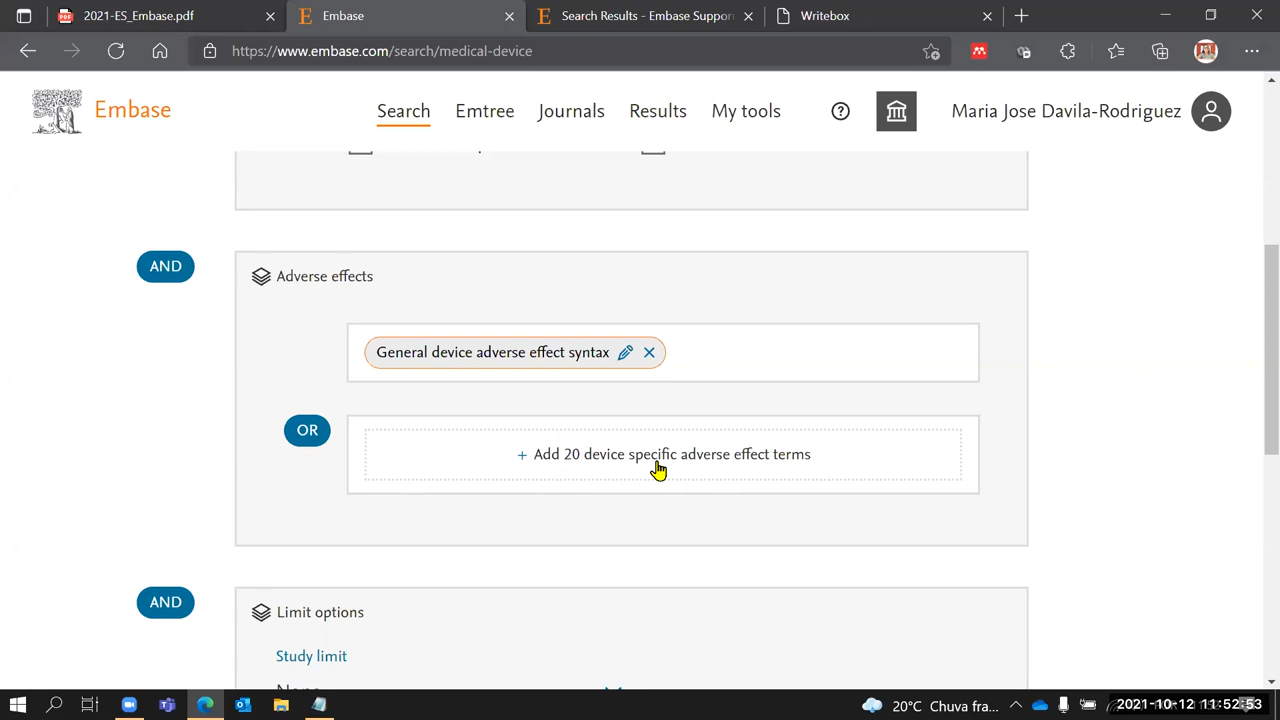 2021-ES_Embase.pdf
Embase
Search Results - Embase Suppor
Writebox
https://www.embase.com/search/medical-device
Embase
Search
Emtree
Journals
Results
My tools
Maria Jose Davila-Rodriguez
AND
Adverse effects
General device adverse effect syntax
OR
+ Add 20 device specific adverse effect terms
AND
Limit options
Study limit
None
20°C Chuva fra...
2021-10-12 11:52:53